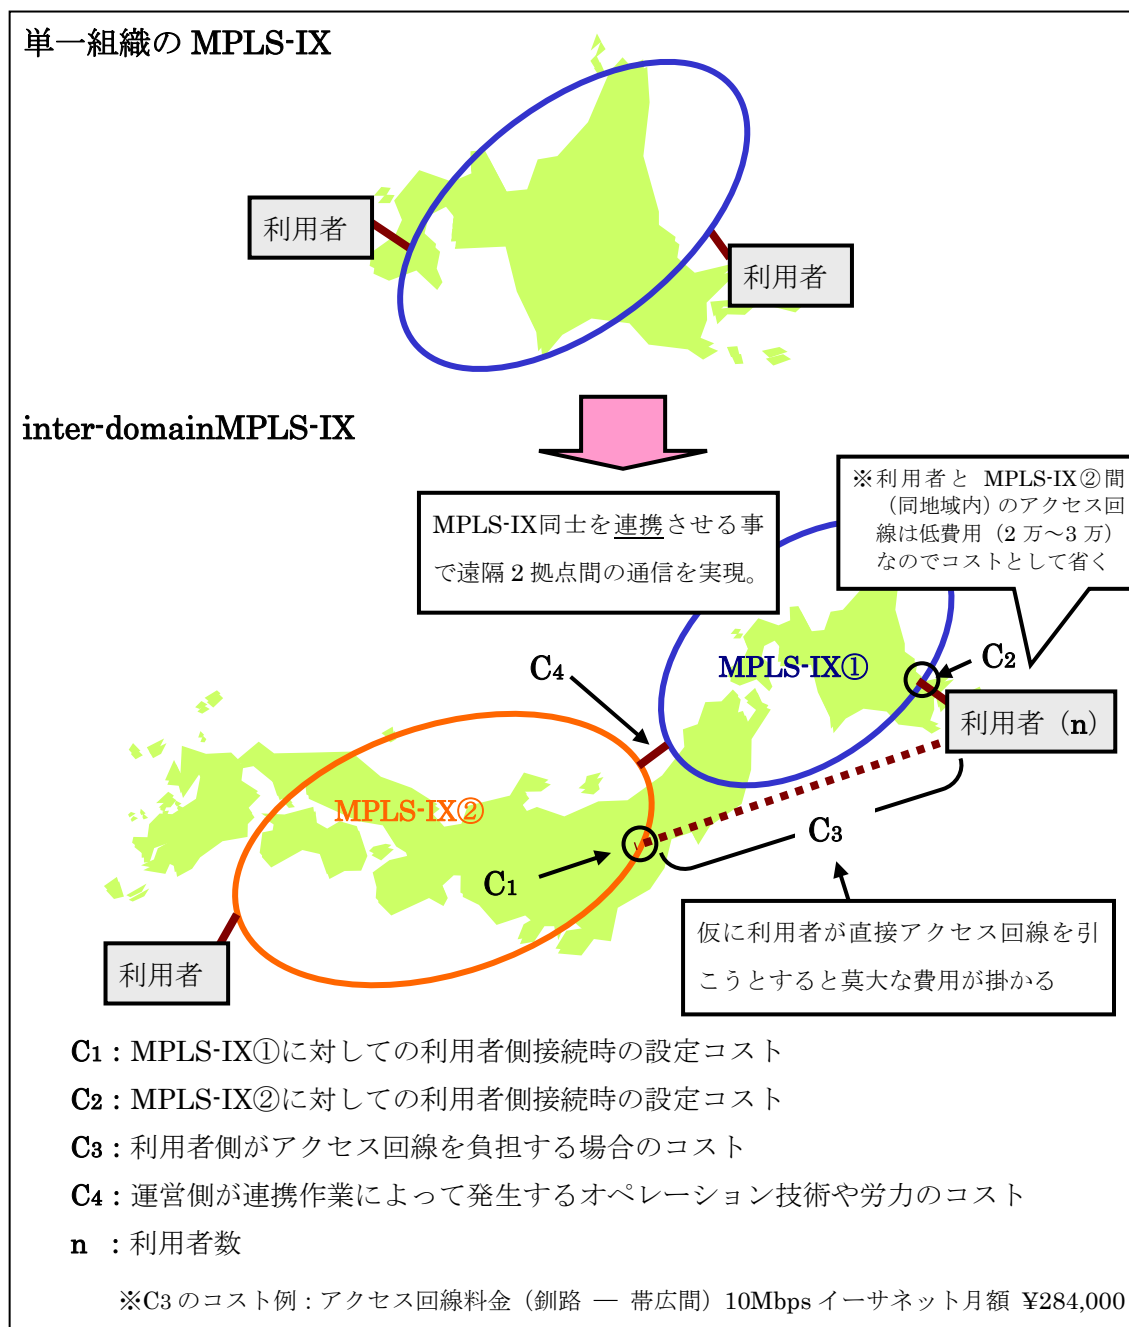 単一組織の MPLS-IX
利用者
利用者
inter-domainMPLS-IX
MPLS-IX同士を連携させる事
で遠隔 2 拠点間の通信を実現。
※利用者と MPLS-IX②間
（同地域内）のアクセス回
線は低費用（2 万～3 万）
なのでコストとして省く
C4
MPLS-IX①
C2
利用者（n）
MPLS-IX②
C3
C1
利用者
仮に利用者が直接アクセス回線を引
こうとすると莫大な費用が掛かる
C1：MPLS-IX①に対しての利用者側接続時の設定コスト
C2：MPLS-IX②に対しての利用者側接続時の設定コスト
C3：利用者側がアクセス回線を負担する場合のコスト
C4：運営側が連携作業によって発生するオペレーション技術や労力のコスト
n ：利用者数
※C3 のコスト例：アクセス回線料金（釧路 ― 帯広間）10Mbps イーサネット月額 ¥284,000